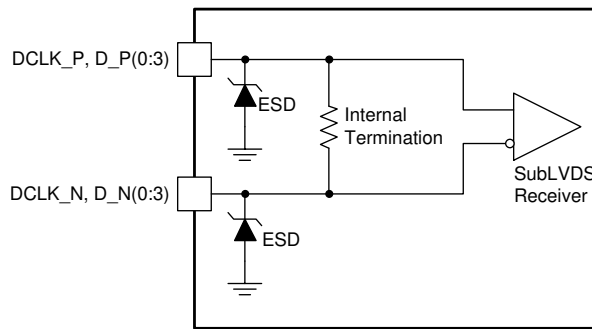 DCLK_P, D_P(0:3)
ESD
Internal
Termination
SubLVDS
Receiver
DCLK_N, D_N(0:3)
ESD